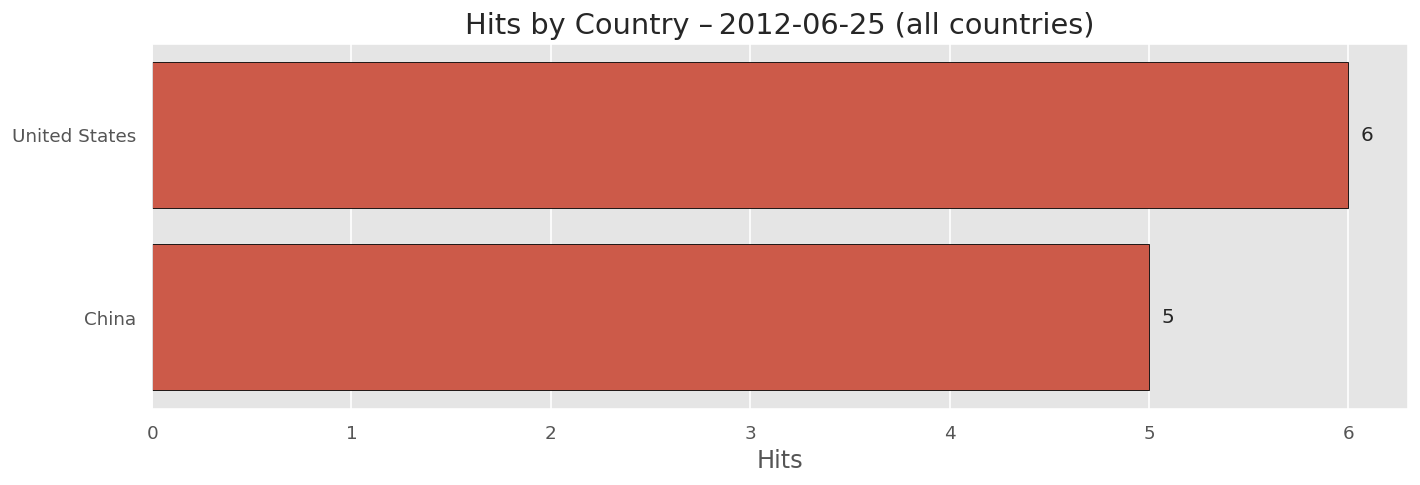 Hits by Country – 2012-06-25 (all countries)
United States
6
China
5
0 1 2 3 4 5 6
Hits